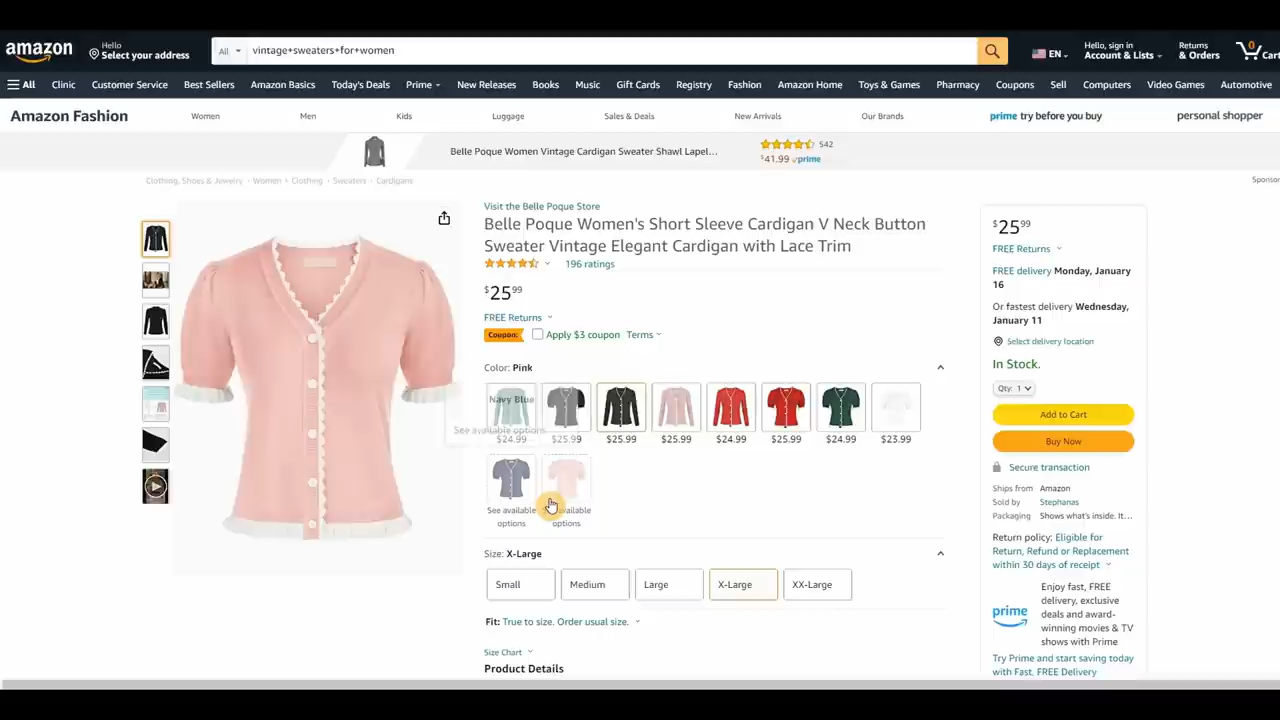 amazon
Hello
Select your address
All
vintage+sweaters+for+women
EN
Hello, sign in
Account & Lists
Returns
& Orders
0
Cart
All
Clinic
Customer Service
Best Sellers
Amazon Basics
Today's Deals
Prime
New Releases
Books
Music
Gift Cards
Registry
Fashion
Amazon Home
Toys & Games
Pharmacy
Coupons
Sell
Computers
Video Games
Automotive
Amazon Fashion
Women
Men
Kids
Luggage
Sales & Deals
New Arrivals
Our Brands
prime try before you buy
personal shopper
Belle Poque Women Vintage Cardigan Sweater Shawl Lapel...
542
$41.99 prime
Clothing, Shoes & Jewelry › Women › Clothing › Sweaters › Cardigans
Sponsor
Visit the Belle Poque Store
Belle Poque Women's Short Sleeve Cardigan V Neck Button
Sweater Vintage Elegant Cardigan with Lace Trim
196 ratings
$25 99
FREE Returns
Coupon:
Apply $3 coupon
Terms
Color: Pink
Navy Blue
See available options
$24.99
$25.99
$25.99
$25.99
$24.99
$25.99
$24.99
$23.99
See available
options
available
options
Size: X-Large
Small
Medium
Large
X-Large
XX-Large
Fit: True to size. Order usual size.
Size Chart
Product Details
$25 99
FREE Returns
FREE delivery Monday, January
16
Or fastest delivery Wednesday,
January 11
Select delivery location
In Stock.
Qty: 1
Add to Cart
Buy Now
Secure transaction
Ships from Amazon
Sold by Stephanas
Packaging Shows what's inside. It...
Return policy: Eligible for
Return, Refund or Replacement
within 30 days of receipt
prime
Enjoy fast, FREE
delivery, exclusive
deals and award-
winning movies & TV
shows with Prime
Try Prime and start saving today
with Fast, FREE Delivery